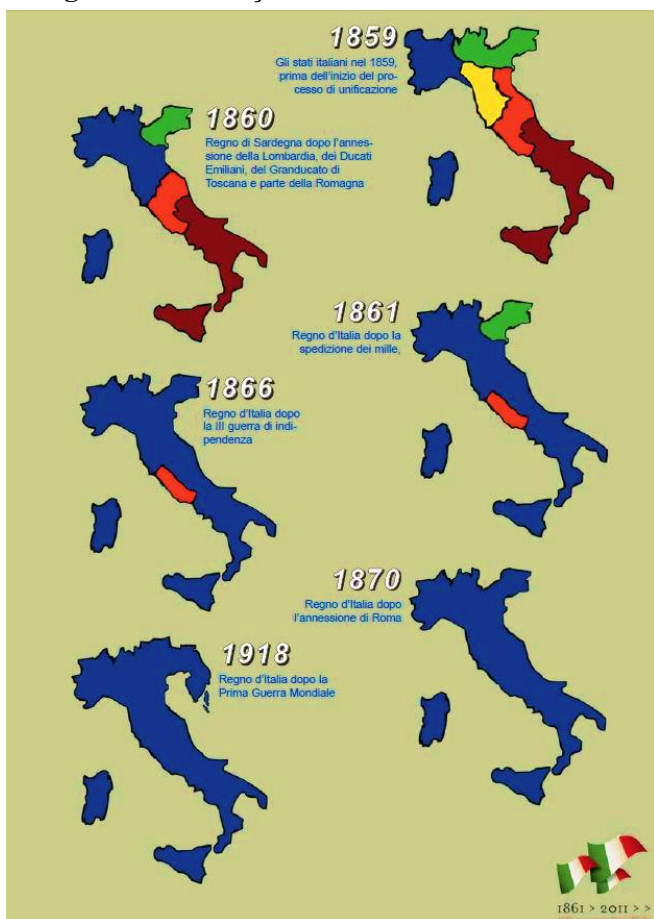 1859
Gli stati italiani nel 1859,
prima dell'inizio del pro-
cesso di unificazione
1860
Regno di Sardegna dopo l'annes-
sione della Lombardia, dei Ducati
Emiliani, del Granducato di
Toscana e parte della Romagna
1861
Regno d'Italia dopo la
spedizione dei mille,
1866
Regno d'Italia dopo
la III guerra di indi-
pendenza
1870
Regno d'Italia dopo
l'annessione di Roma
1918
Regno d'Italia dopo la
Prima Guerra Mondiale
1861 > 2011 > >